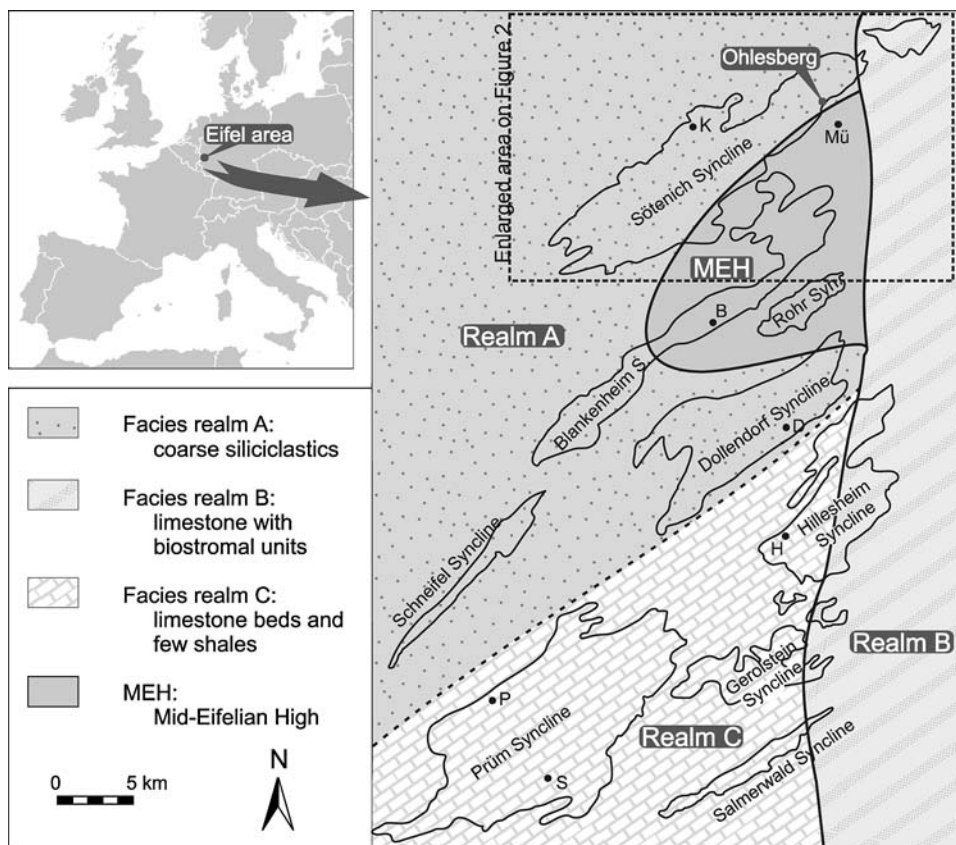 Eifel area
Enlarged area on Figure 2
Ohlesberg
K
Mü
Sötenich Syncline
MEH
Rohr Syn.
B
Realm A
Blankenheim S.
Dollendorf Syncline
D
Hillesheim
Syncline
H
Schneifel Syncline
Realm B
Gerolstein
Syncline
P
Prüm Syncline
Realm C
S
Salmerwald Syncline
Facies realm A:
coarse siliciclastics
Facies realm B:
limestone with
biostromal units
Facies realm C:
limestone beds and
few shales
MEH:
Mid-Eifelian High
N
0 5 km